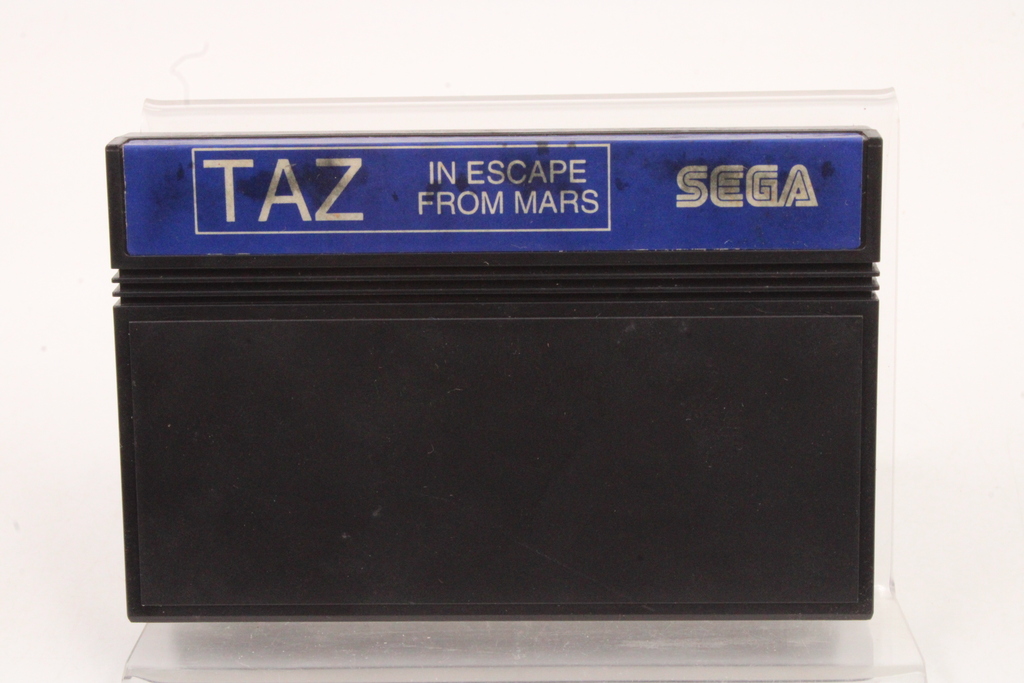 TAZ
IN ESCAPE
FROM MARS
SEGA